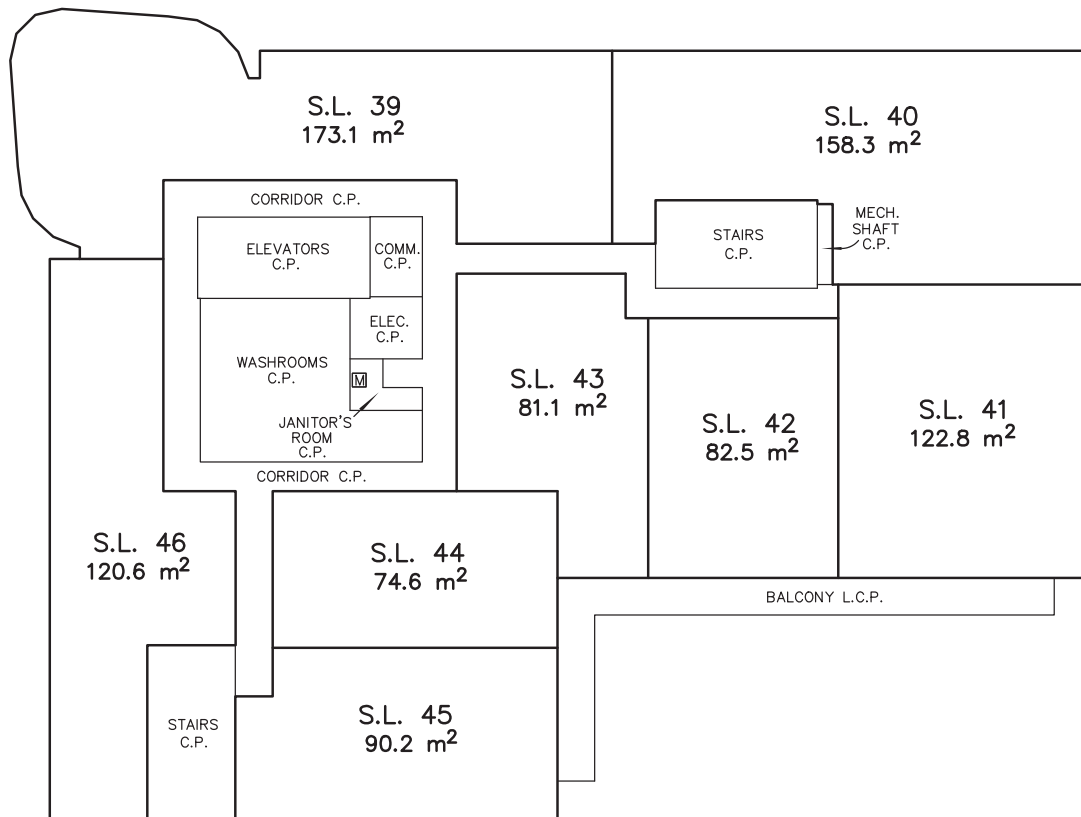 S.L. 39
173.1 m²
S.L. 40
158.3 m²
CORRIDOR C.P.
MECH.
SHAFT
C.P.
STAIRS
C.P.
ELEVATORS
C.P.
COMM.
C.P.
ELEC.
C.P.
WASHROOMS
C.P.
M
JANITOR'S
ROOM
C.P.
CORRIDOR C.P.
S.L. 43
81.1 m²
S.L. 42
82.5 m²
S.L. 41
122.8 m²
S.L. 46
120.6 m²
S.L. 44
74.6 m²
BALCONY L.C.P.
STAIRS
C.P.
S.L. 45
90.2 m²